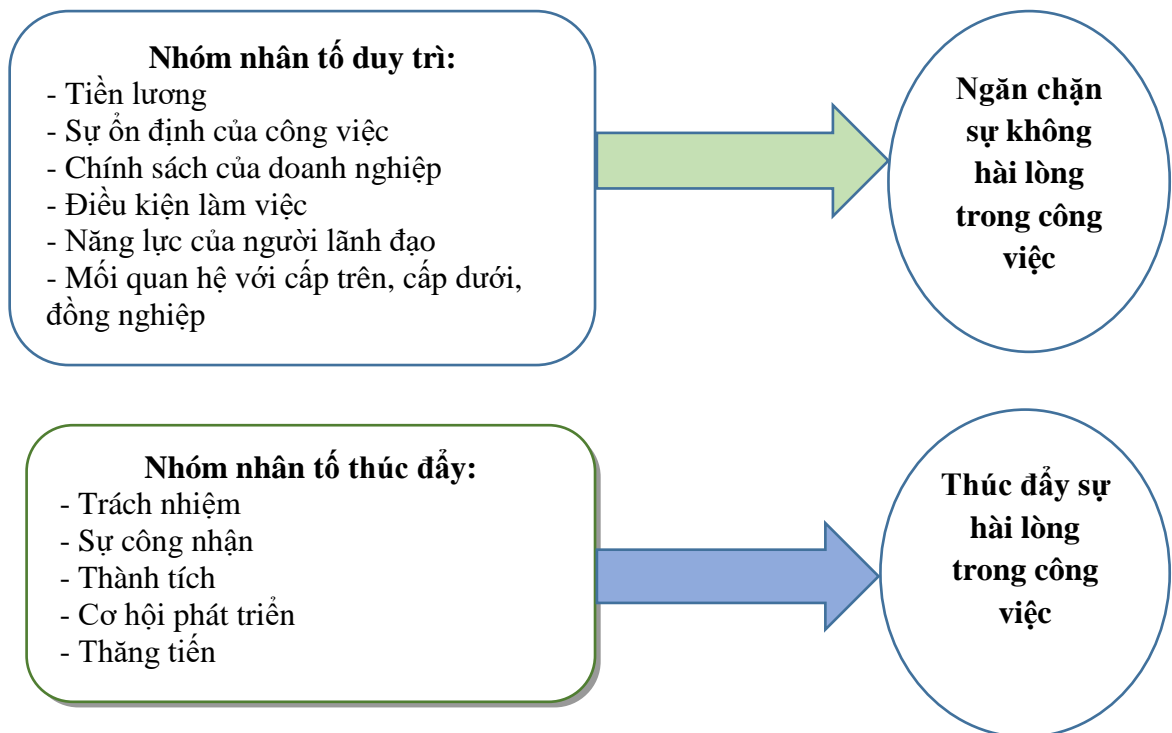 Nhóm nhân tố duy trì:
- Tiền lương
- Sự ổn định của công việc
- Chính sách của doanh nghiệp
- Điều kiện làm việc
- Năng lực của người lãnh đạo
- Mối quan hệ với cấp trên, cấp dưới,
đồng nghiệp
Ngăn chặn
sự không
hài lòng
trong công
việc
Nhóm nhân tố thúc đẩy:
- Trách nhiệm
- Sự công nhận
- Thành tích
- Cơ hội phát triển
- Thăng tiến
Thúc đẩy sự
hài lòng
trong công
việc